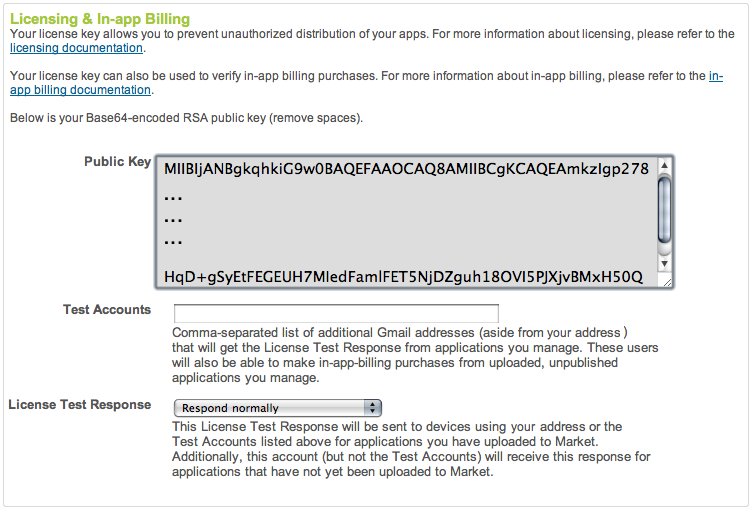 Licensing & In-app Billing
Your license key allows you to prevent unauthorized distribution of your apps. For more information about licensing, please refer to the
licensing documentation.
Your license key can also be used to verify in-app billing purchases. For more information about in-app billing, please refer to the in-
app billing documentation.
Below is your Base64-encoded RSA public key (remove spaces).
Public Key
MIIBIjANBgkqhkiG9w0BAQEFAAOCAQ8AMIIBCgKCAQEAmkzIgp278
...
...
...
HqD+gSyEtFEGEUH7MIedFamlFET5NjDZguh18OVI5PJXjvBMxH50Q
Test Accounts
Comma-separated list of additional Gmail addresses (aside from your address )
that will get the License Test Response from applications you manage. These users
will also be able to make in-app-billing purchases from uploaded, unpublished
applications you manage.
License Test Response
Respond normally
This License Test Response will be sent to devices using your address or the
Test Accounts listed above for applications you have uploaded to Market.
Additionally, this account (but not the Test Accounts) will receive this response for
applications that have not yet been uploaded to Market.